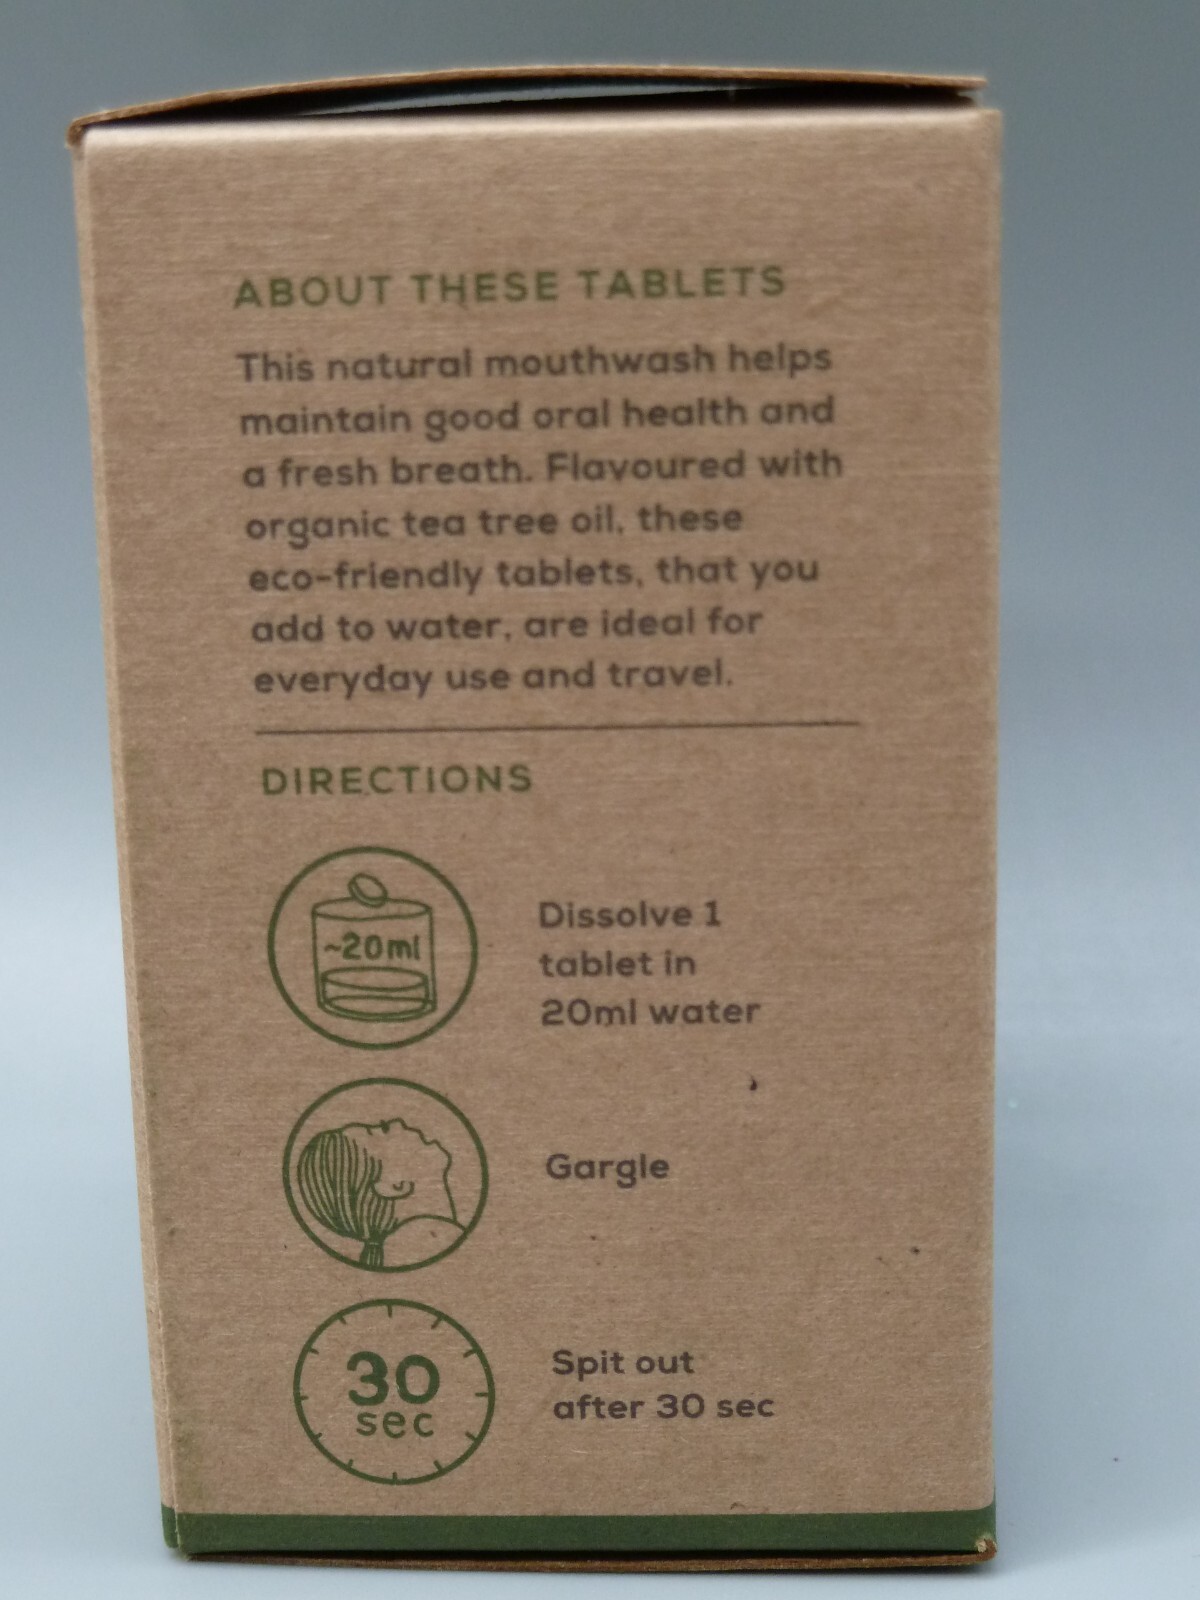 ABOUT THESE TABLETS
This natural mouthwash helps
maintain good oral health and
a fresh breath. Flavoured with
organic tea tree oil, these
eco-friendly tablets, that you
add to water, are ideal for
everyday use and travel.
DIRECTIONS
~20ml
Dissolve 1
tablet in
20ml water
Gargle
30
sec
Spit out
after 30 sec